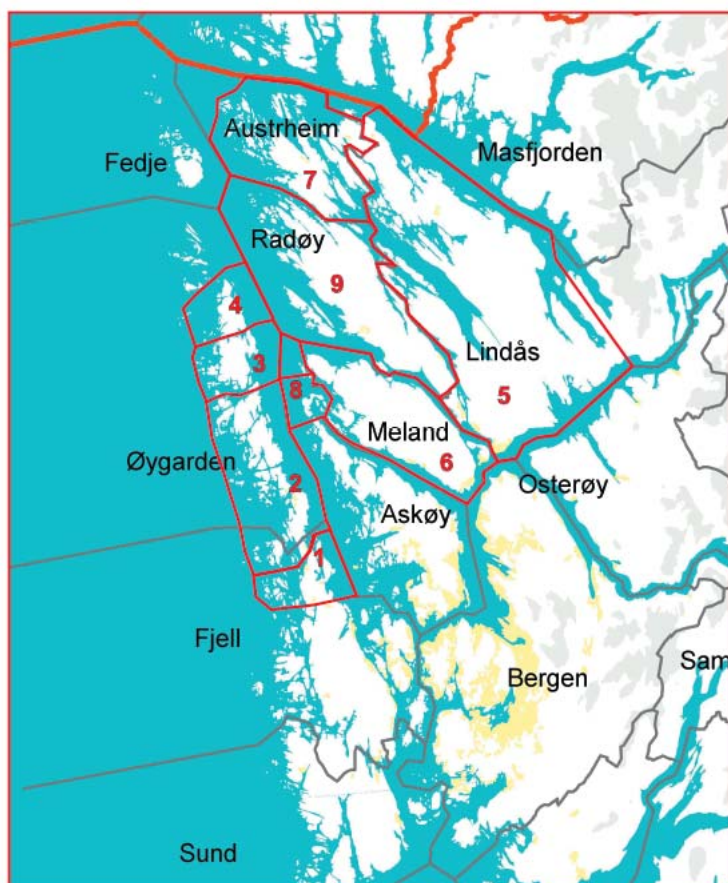 Austrheim
Masfjorden
Fedje
7
Radøy
9
4
3
Lindås
8
5
Meland
Øygarden
6
2
Osterøy
Askøy
1
Fjell
Sam
Bergen
Sund